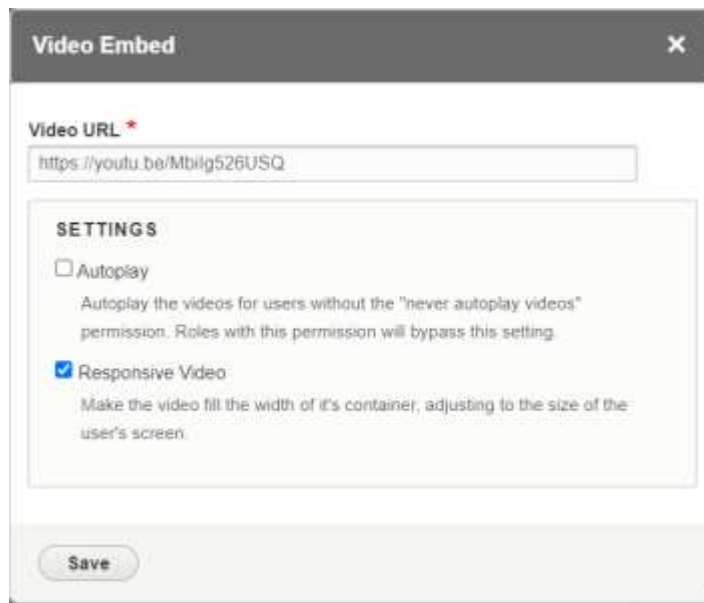 Video Embed
Video URL *
https://youtu.be/Mbilg526USQ
SETTINGS
Autoplay
Autoplay the videos for users without the "never autoplay videos"
permission. Roles with this permission will bypass this setting.
Responsive Video
Make the video fill the width of it's container, adjusting to the size of the
user's screen.
Save